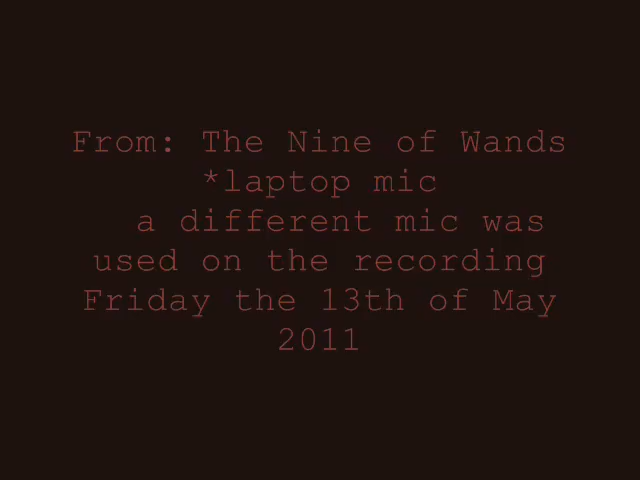 From: The Nine of Wands
*laptop mic
a different mic was
used on the recording
Friday the 13th of May
2011